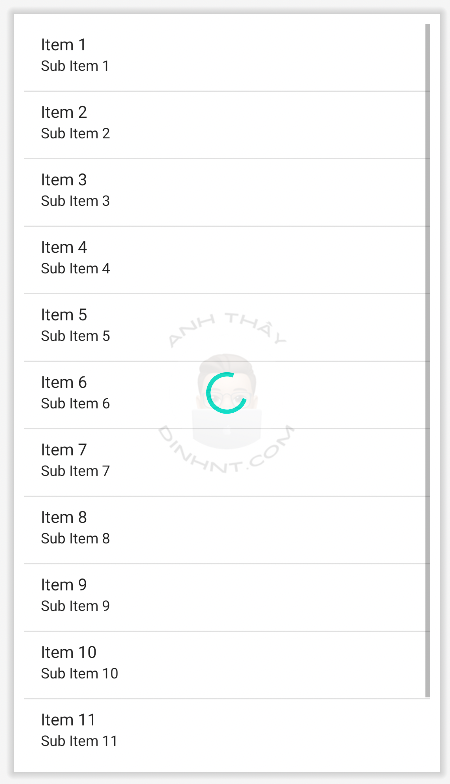 Item 1
Sub Item 1
Item 2
Sub Item 2
Item 3
Sub Item 3
Item 4
Sub Item 4
Item 5
Sub Item 5
ANH THẦY
Item 6
Sub Item 6
DINHNT.COM
Item 7
Sub Item 7
Item 8
Sub Item 8
Item 9
Sub Item 9
Item 10
Sub Item 10
Item 11
Sub Item 11